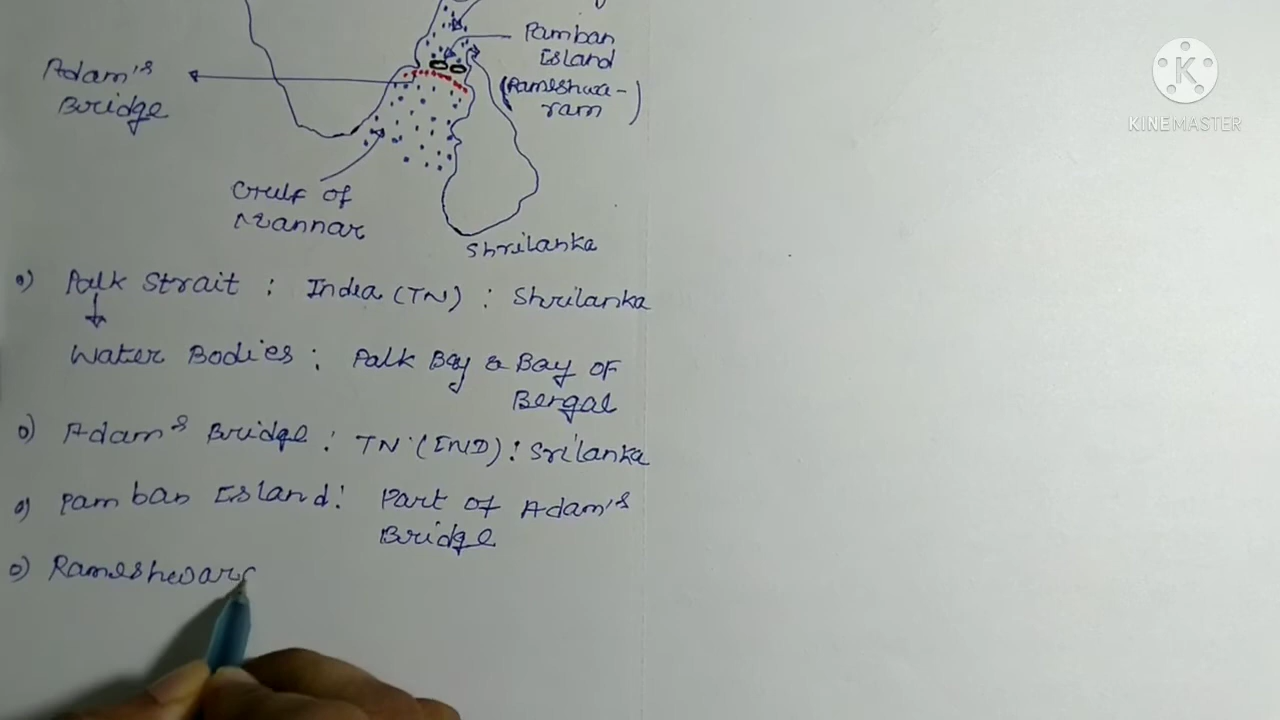 Pamban
Island
(Rameshwa-
ram)
Adam's
Bridge
Gulf of
Mannar
Shrilanka
Palk Strait : India (TN) : Shrilanka
Water Bodies : Palk Bay & Bay of
Bengal
Adam's Bridge : TN (IND) : Srilanka
Pamban Island : Part of Adam's
Bridge
Rameshwara
K
KINEMASTER